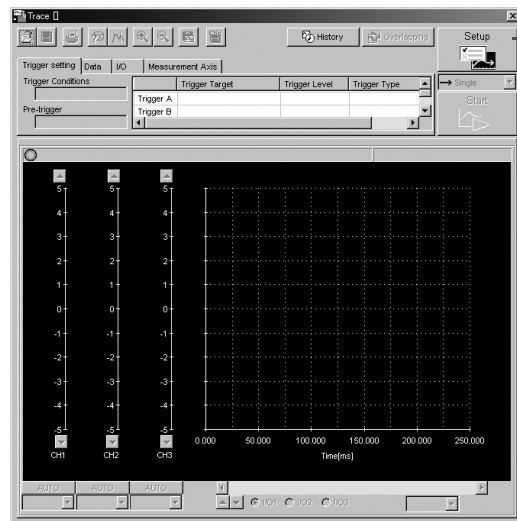 Trace []
History
Overlapping
Setup
Trigger setting
Data
I/O
Measurement Axis
Single
Trigger Conditions
Trigger Target
Trigger Level
Trigger Type
Start
Trigger A
Pre-trigger
Trigger B
5 5 5
4 4 4
3 3 3
2 2 2
1 1 1
0 0 0
-1 -1 -1
-2 -2 -2
-3 -3 -3
-4 -4 -4
-5 -5 -5
0.000 50.000 100.000 150.000 200.000 250.000
CH1 CH2 CH3
Time[ms]
AUTO AUTO AUTO
I/O1 I/O2 I/O3